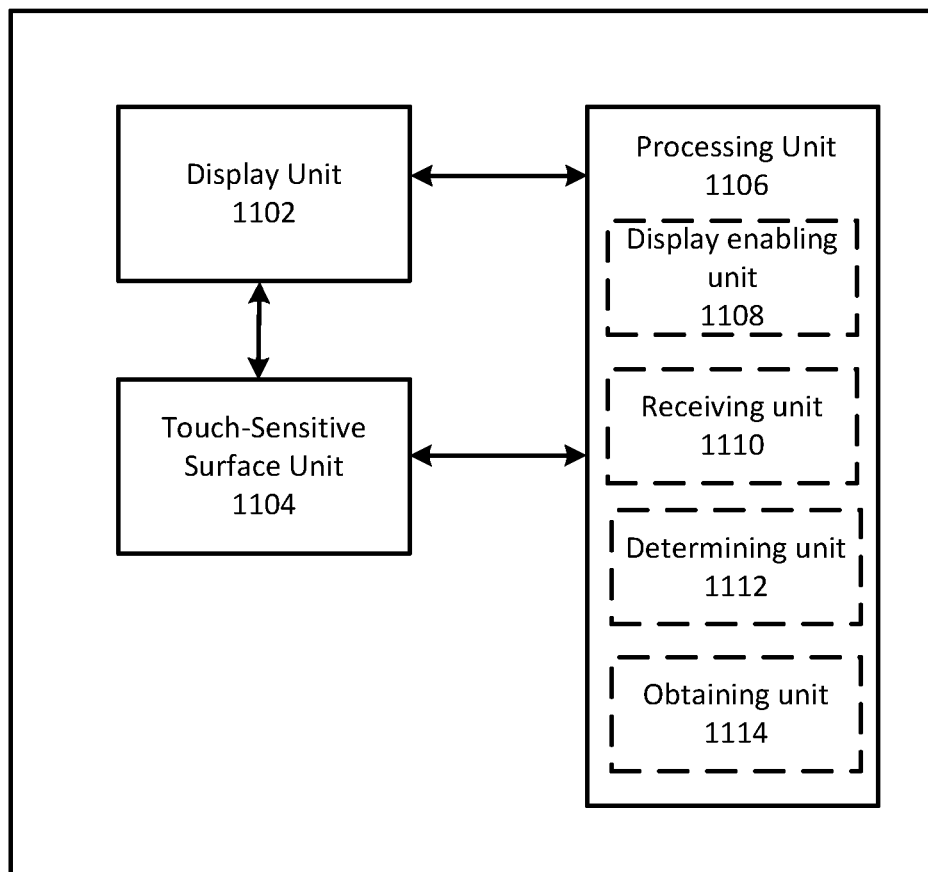 Display Unit
1102
Processing Unit
1106
Display enabling
unit
1108
Touch-Sensitive
Surface Unit
1104
Receiving unit
1110
Determining unit
1112
Obtaining unit
1114